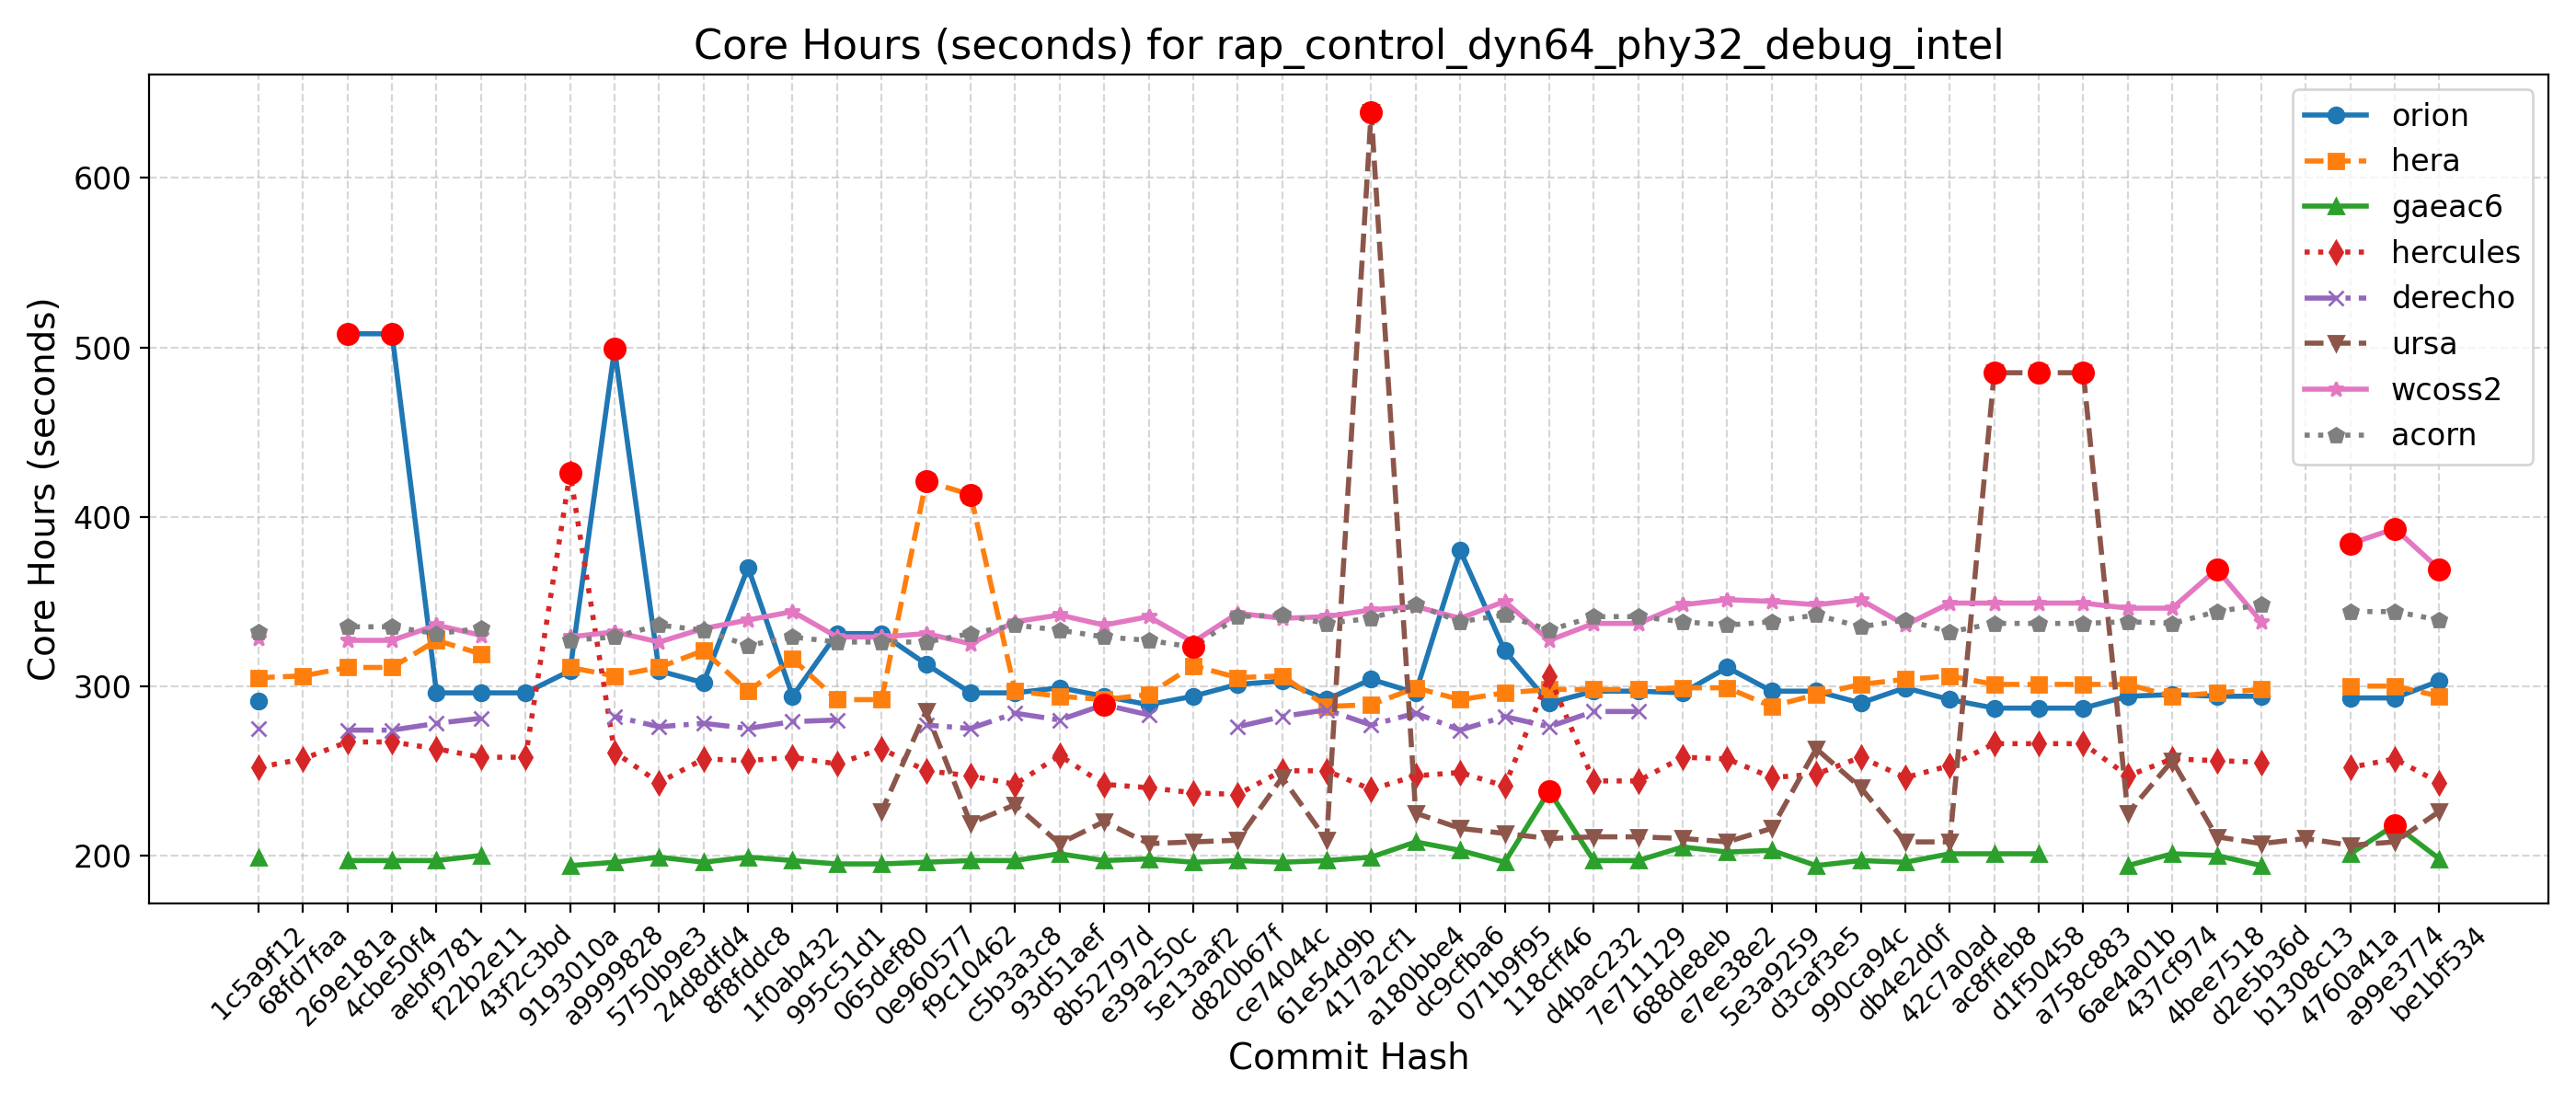 Core Hours (seconds) for rap_control_dyn64_phy32_debug_intel
Core Hours (seconds)
600
500
400
300
200
orion
hera
gaeac6
hercules
derecho
ursa
wcoss2
acorn
1c5a9f12
68fd7faa
269e181a
4cbe50f4
aebf9781
f22b2e11
43f2c3bd
9193010a
a9999828
5750b9e3
24d8dfd4
8f8fddc8
1f0ab432
995c51d1
065def80
0e960577
f9c10462
c5b3a3c8
93d51aef
8b52797d
e39a250c
5e13aaf2
d820b67f
ce74044c
61e54d9b
417a2cf1
a180bbe4
dc9cfba6
071b9f95
118cff46
d4bac232
7e711129
688de8eb
e7ee38e2
5e3a9259
d3caf3e5
990ca94c
db4e2d0f
42c7a0ad
ac8ffeb8
d1f50458
a758c883
6ae4a01b
437cf974
4bee7518
d2e5b36d
b1308c13
4760a41a
a99e3774
be1bf534
Commit Hash